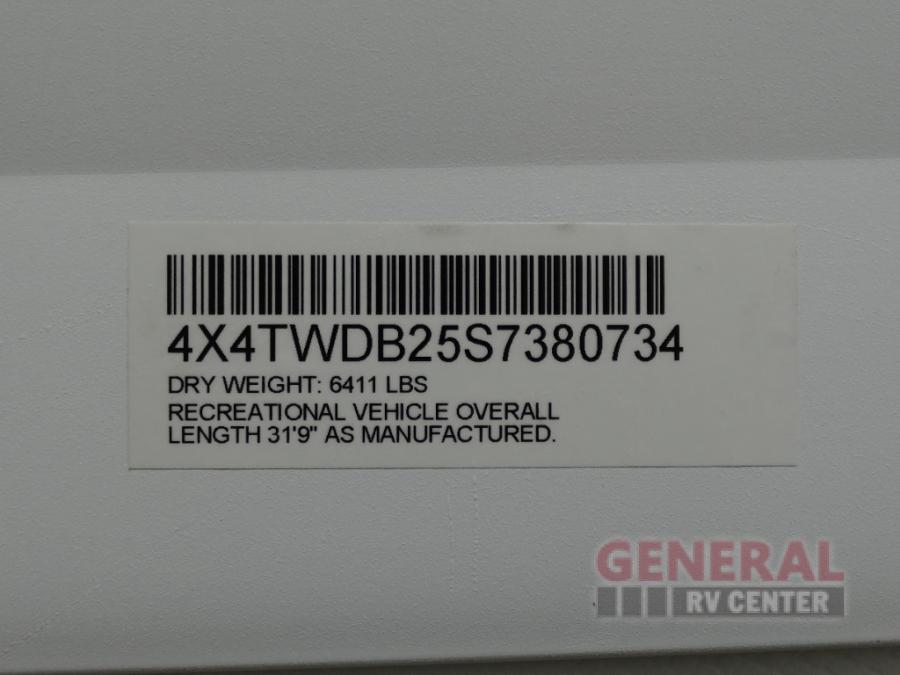 4X4TWDB25S7380734
DRY WEIGHT: 6411 LBS
RECREATIONAL VEHICLE OVERALL
LENGTH 31'9" AS MANUFACTURED.
GENERAL
RV CENTER